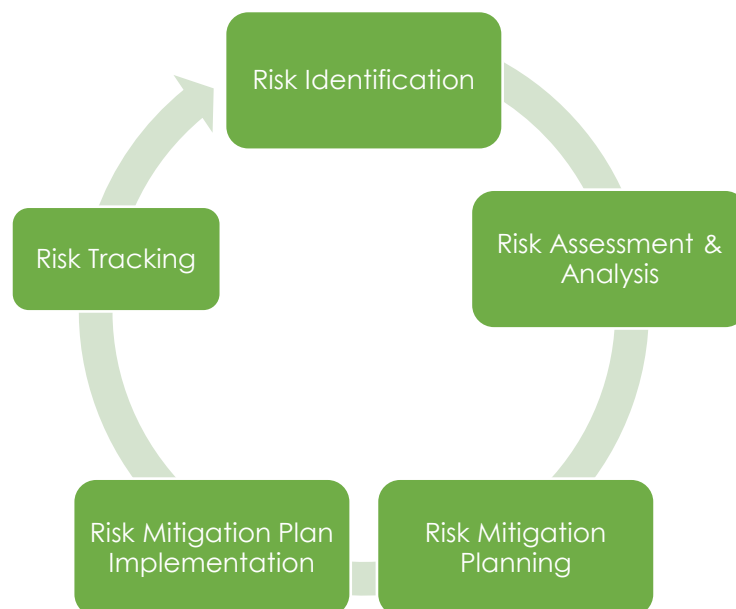 Risk Identification
Risk Assessment &
Analysis
Risk Mitigation
Planning
Risk Mitigation Plan
Implementation
Risk Tracking